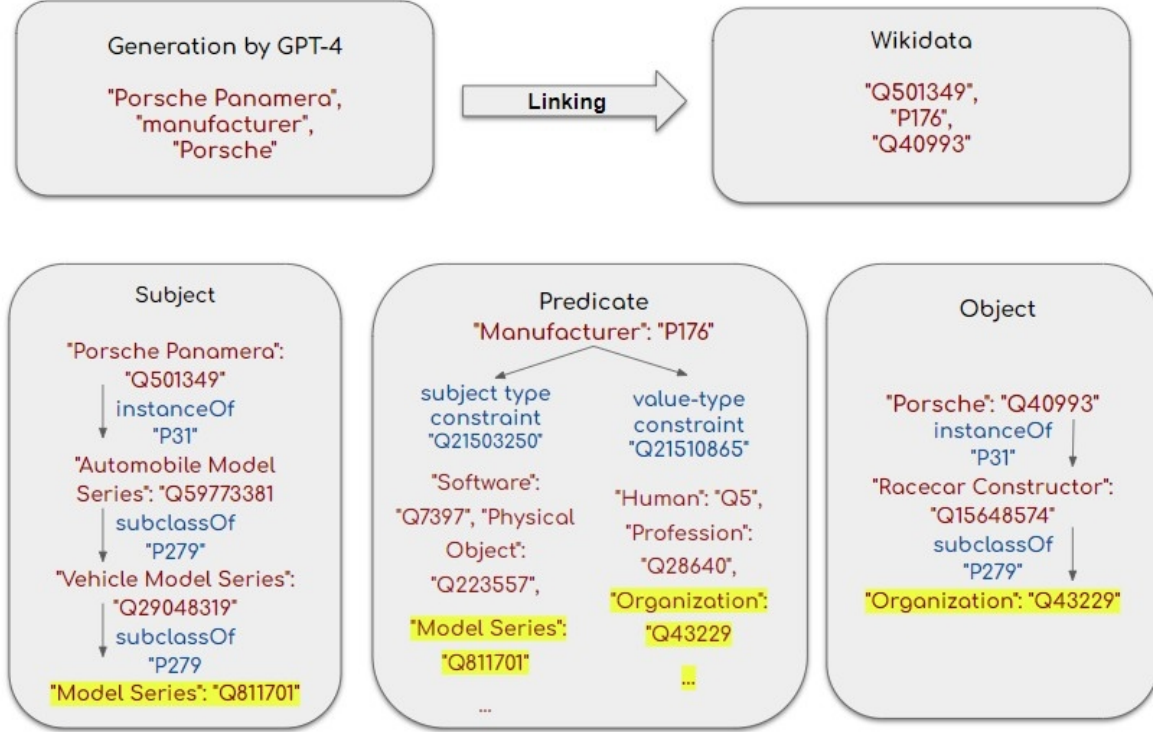 Generation by GPT-4
"Porsche Panamera",
"manufacturer",
"Porsche"
Linking
Wikidata
"Q501349",
"P176",
"Q40993"
Subject
"Porsche Panamera":
"Q501349"
instanceOf
"P31"
"Automobile Model
Series": "Q59773381
subclassOf
"P279"
"Vehicle Model Series":
"Q29048319"
subclassOf
"P279
"Model Series": "Q811701"
Predicate
"Manufacturer": "P176"
subject type
constraint
"Q21503250"
"Software":
"Q7397", "Physical
Object":
"Q223557",
"Model Series":
"Q811701"
...
value-type
constraint
"Q21510865"
"Human": "Q5",
"Profession":
"Q28640",
"Organization":
"Q43229
...
Object
"Porsche": "Q40993"
instanceOf
"P31"
"Racecar Constructor":
"Q15648574"
subclassOf
"P279"
"Organization": "Q43229"